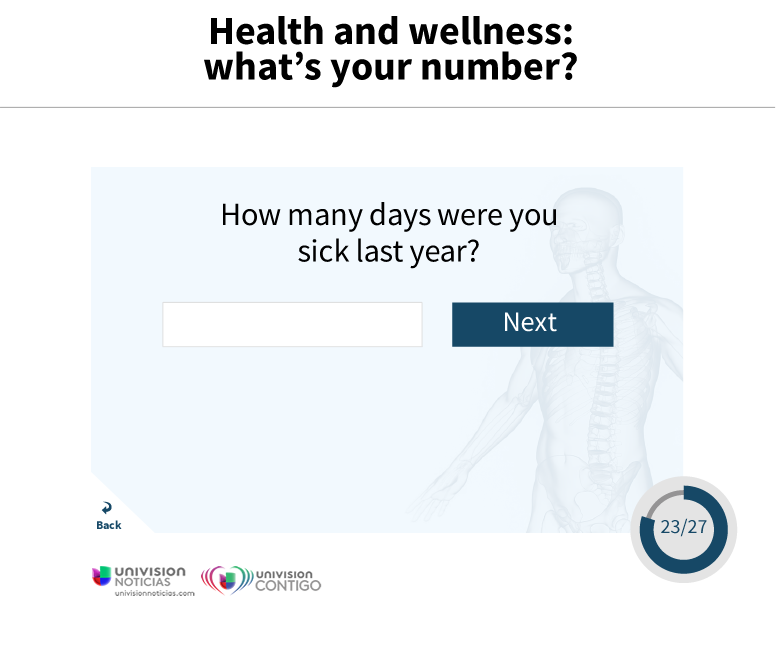 Health and wellness:
what’s your number?
How many days were you
sick last year?
Next
Back
23/27
UNIVISION
NOTICIAS
univisionnoticias.com
UNIVISION
CONTIGO